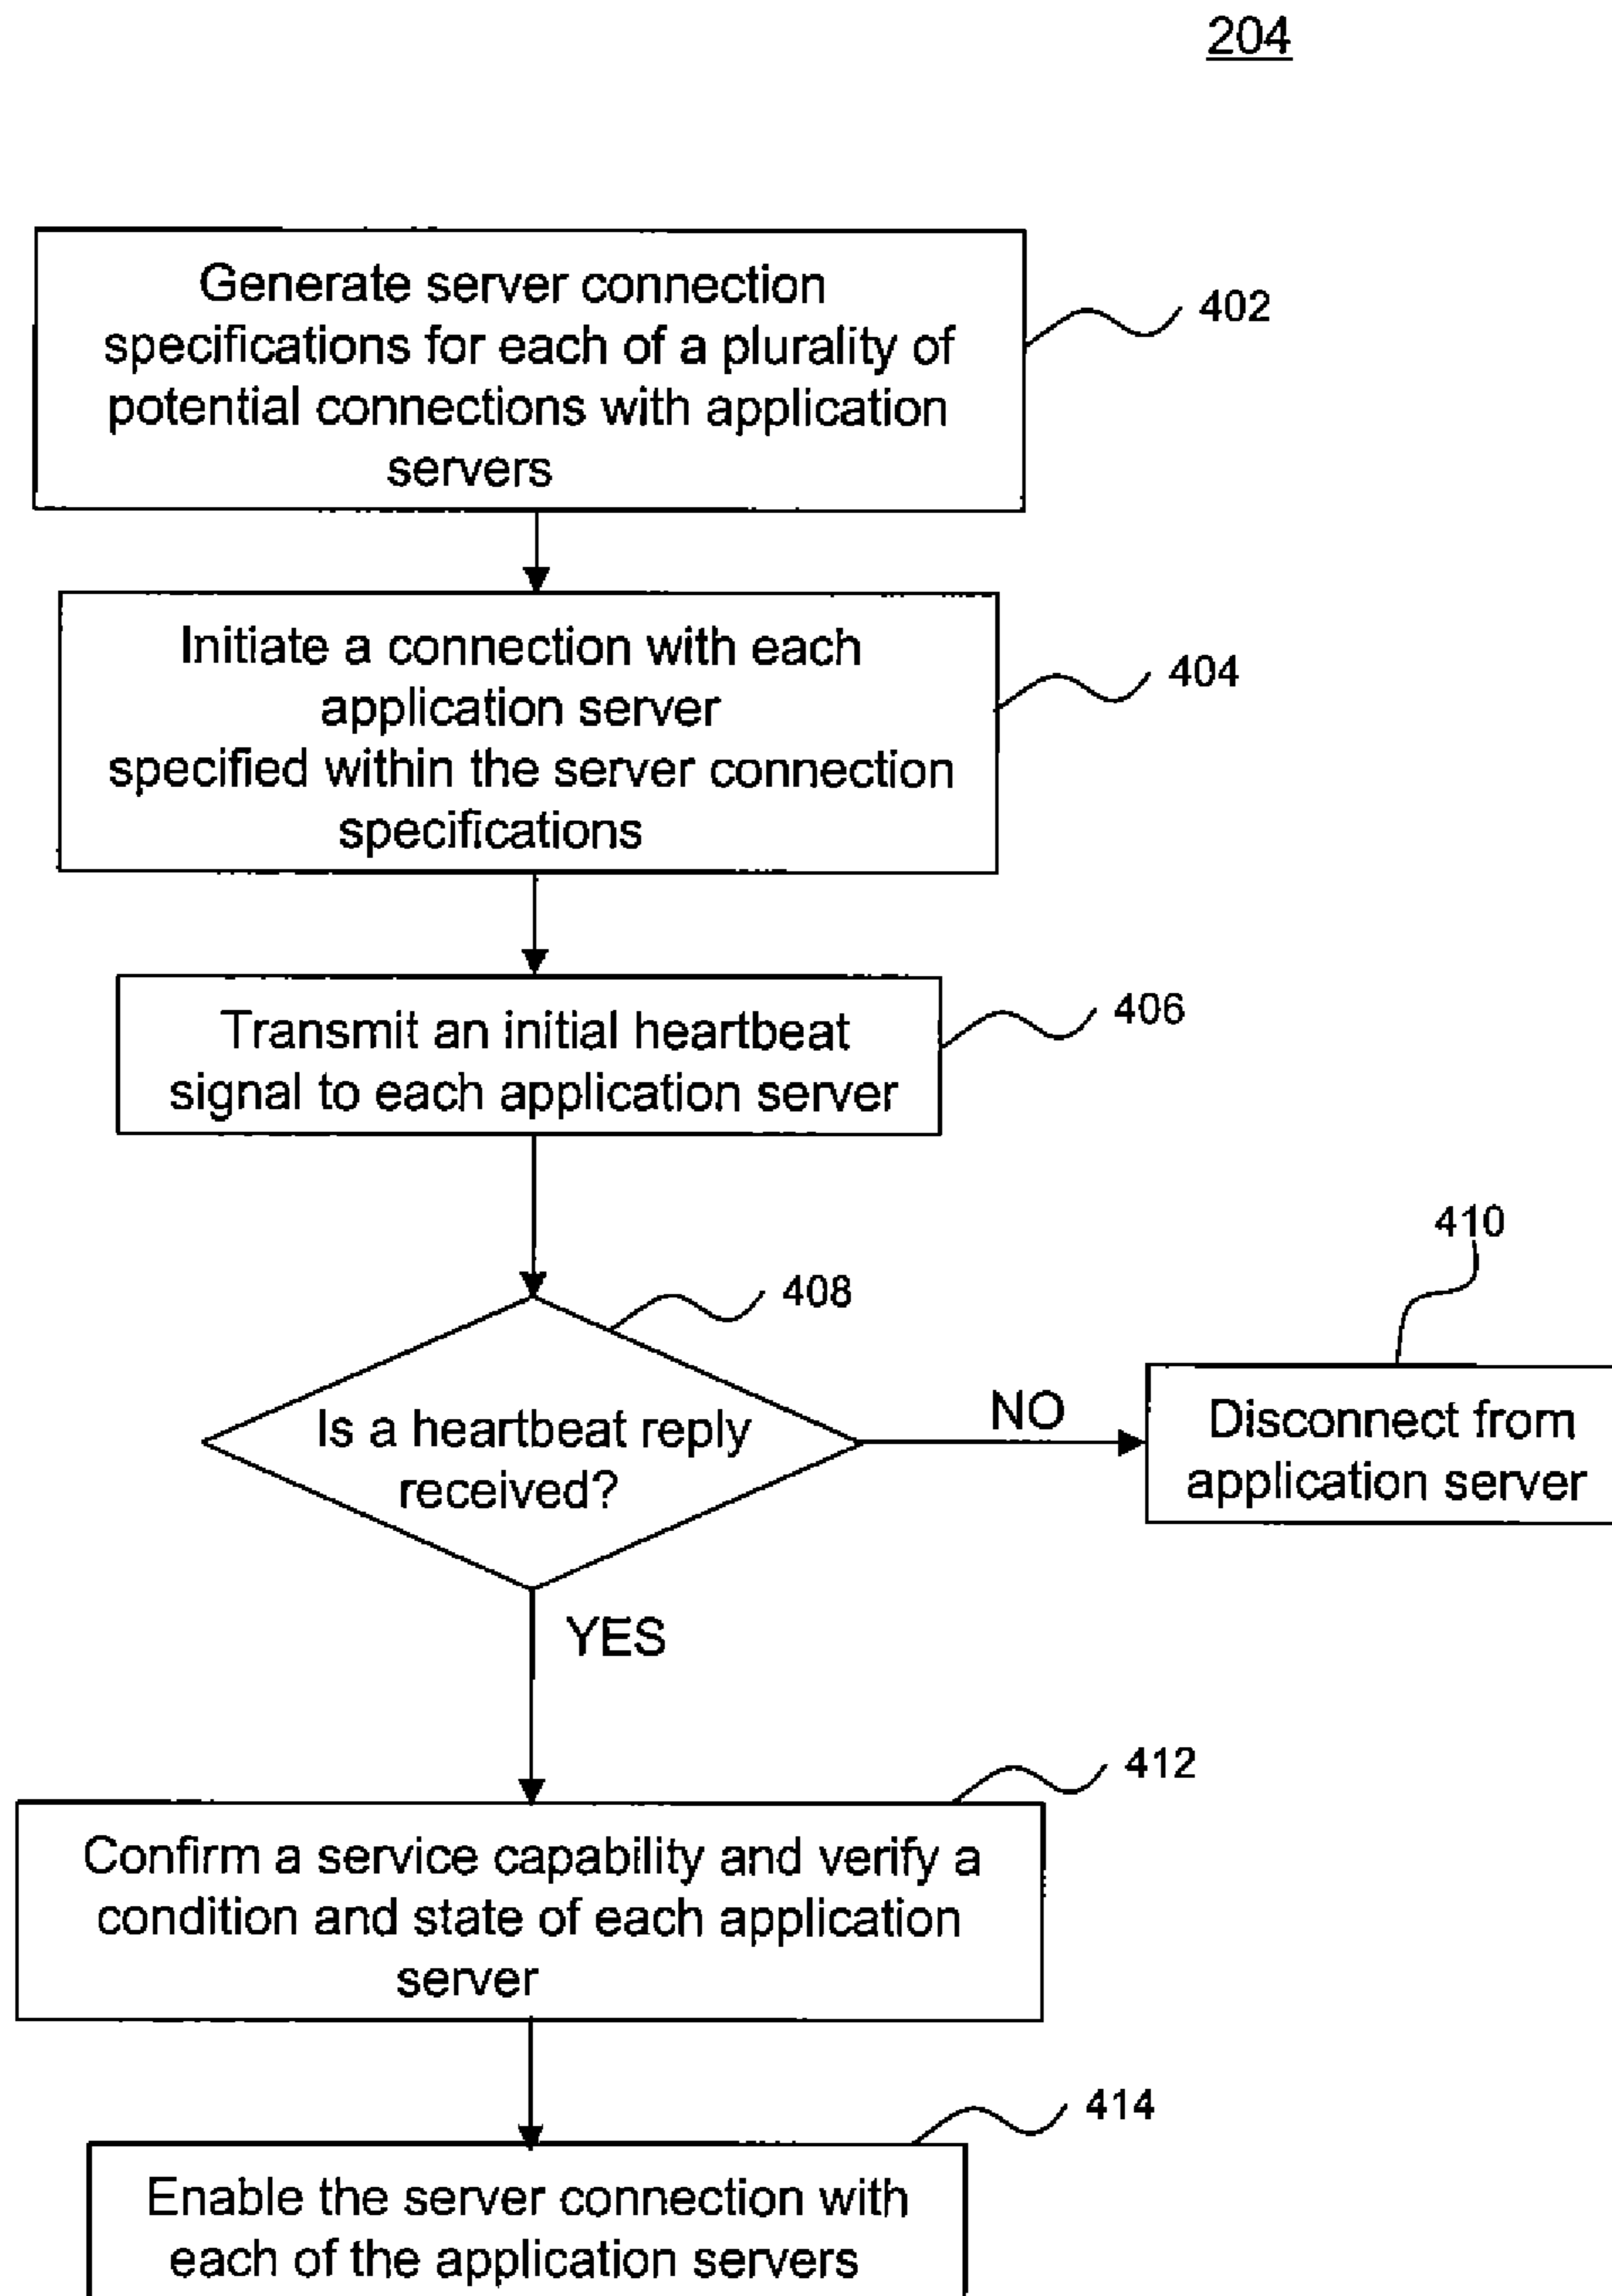 204
Generate server connection
specifications for each of a plurality of
potential connections with application
servers
402
Initiate a connection with each
application server
specified within the server connection
specifications
404
Transmit an initial heartbeat
signal to each application server
406
408
Is a heartbeat reply
received?
NO
410
Disconnect from
application server
YES
412
Confirm a service capability and verify a
condition and state of each application
server
414
Enable the server connection with
each of the application servers